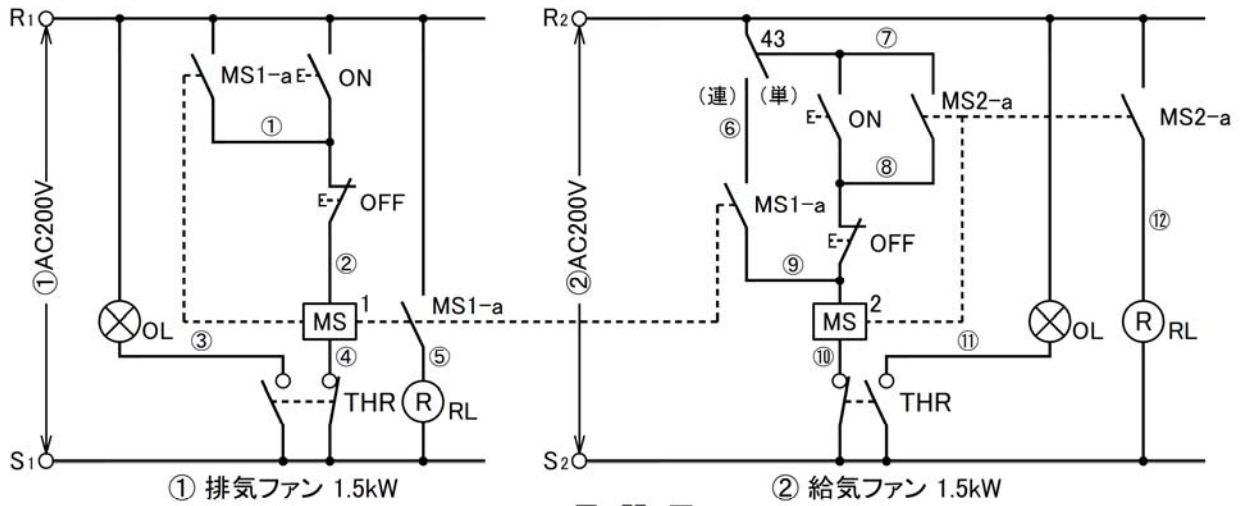 R1
R2
43
⑦
MS1-a
ON
(連)
(単)
MS2-a
MS2-a
ON
①
⑥
⑧
OFF
MS1-a
①AC200V
②AC200V
OFF
⑫
②
⑨
1
MS1-a
2
MS
MS
OL
OL
R
RL
③
④
⑤
⑩
⑪
THR
R
RL
THR
S1
S2
① 排気ファン 1.5kW
② 給気ファン 1.5kW